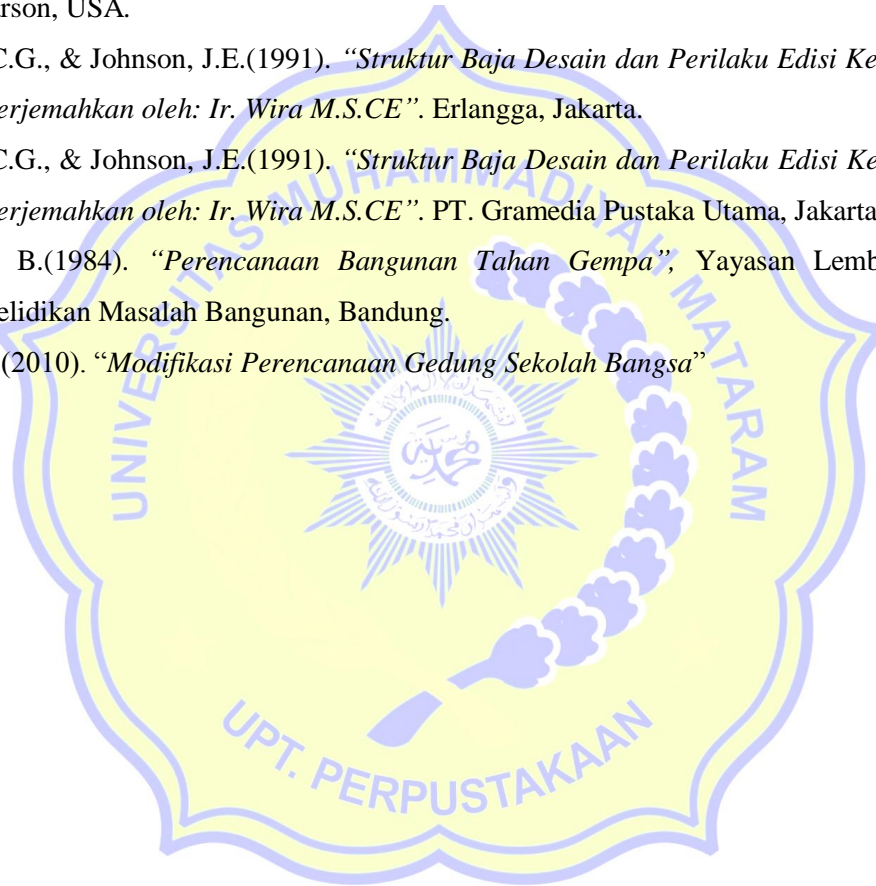 arson, USA.
C.G., & Johnson, J.E.(1991). “Struktur Baja Desain dan Perilaku Edisi Ke
erjemahkan oleh: Ir. Wira M.S.CE”. Erlangga, Jakarta.
C.G., & Johnson, J.E.(1991). “Struktur Baja Desain dan Perilaku Edisi Ke
erjemahkan oleh: Ir. Wira M.S.CE”. PT. Gramedia Pustaka Utama, Jakarta
B.(1984). “Perencanaan Bangunan Tahan Gempa”, Yayasan Lemb
elidikan Masalah Bangunan, Bandung.
(2010). “Modifikasi Perencanaan Gedung Sekolah Bangsa”
UNIVERSITAS MUHAMMADIYAH MATARAM
UPT. PERPUSTAKAAN